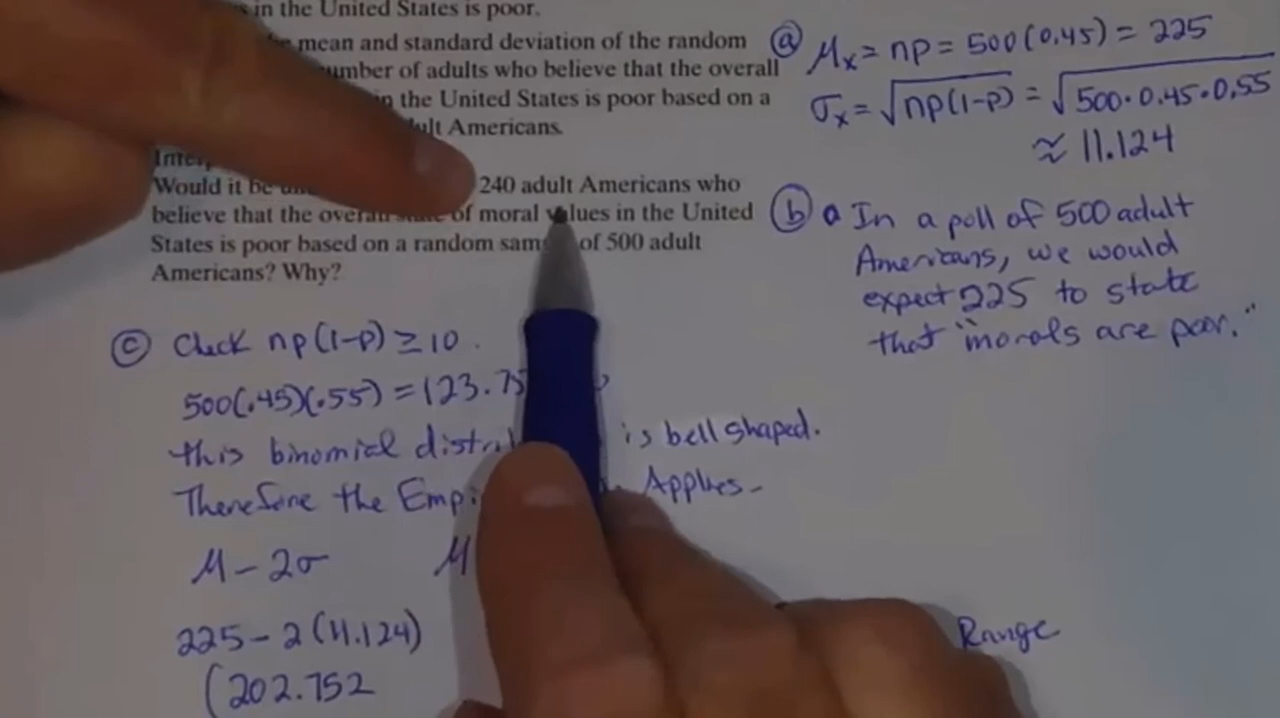 in the United States is poor.
mean and standard deviation of the random
number of adults who believe that the overall
in the United States is poor based on a
Americans.
Would it be 240 adult Americans who
believe that the overall state of moral values in the United
States is poor based on a random sam of 500 adult
Americans? Why?
ⓐ μx = np = 500(0.45) = 225
σx = √np(1-p) = √500·0.45·0.55
≈ 11.124
ⓑ In a poll of 500 adult
Americans, we would
expect 225 to state
that "morals are poor."
ⓒ Check np(1-p) ≥ 10.
500(.45)(.55) = 123.75
this binomial is bell shaped.
Therefore the Applies-
μ - 2σ μ
225 - 2(11.124)
Range
(202.752